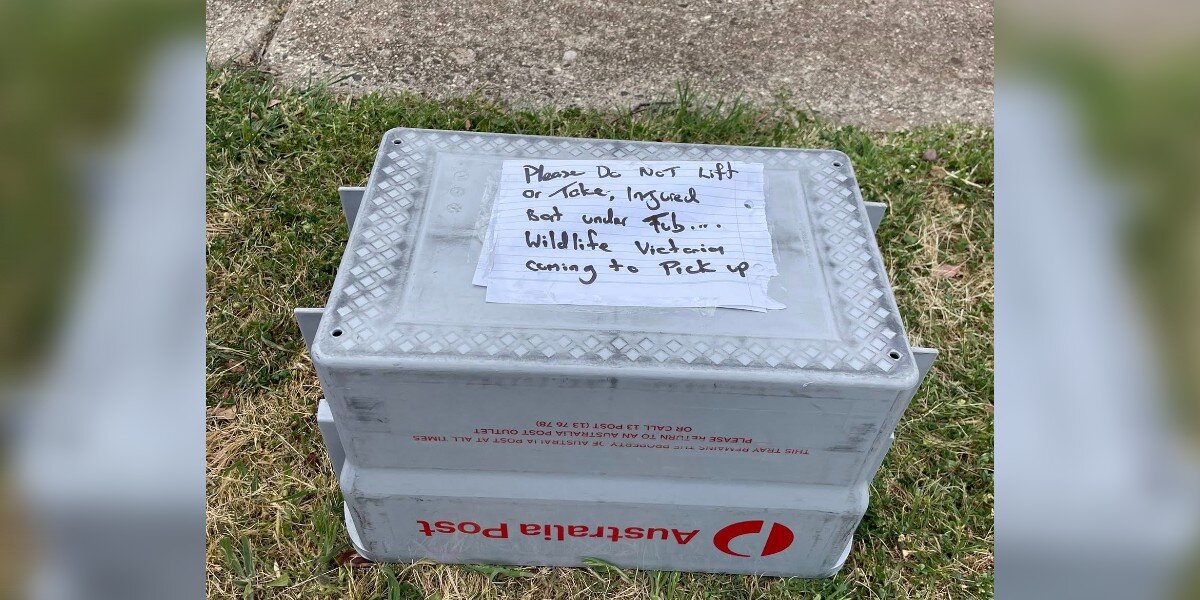 Please Do NOT Lift
or Take, Injured
Bat under Tub....
Wildlife Victoria
coming to Pick up
THIS TRAY REMAINS THE PROPERTY OF AUSTRALIA POST AT ALL TIMES
PLEASE RETURN TO AN AUSTRALIA POST OUTLET
OR CALL 13 POST (13 76 78)
Australia Post